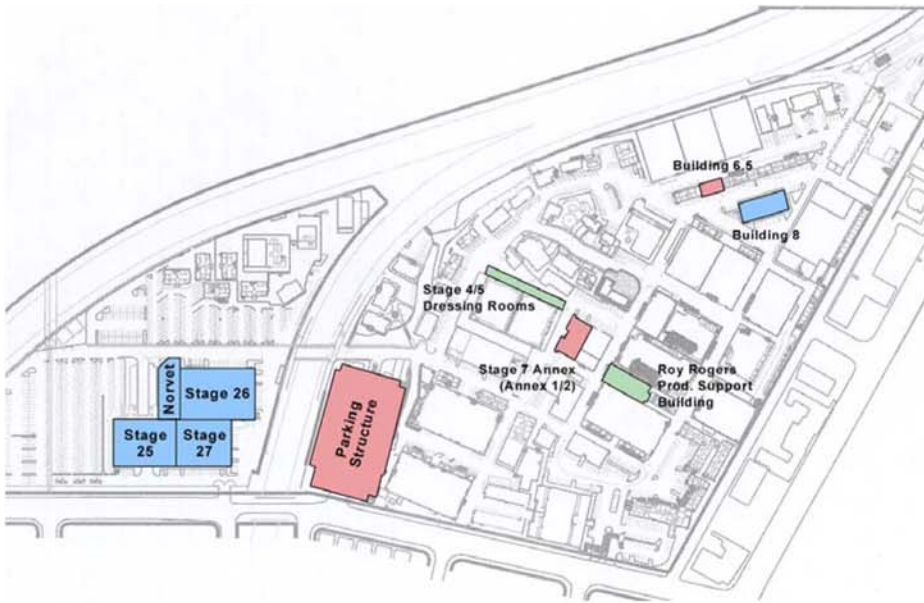 Building 6.5
Building 8
Stage 4/5
Dressing Rooms
Stage 7 Annex
(Annex 1/2)
Roy Rogers
Prod. Support
Building
Norvet
Stage 26
Stage
25
Stage
27
Parking
Structure